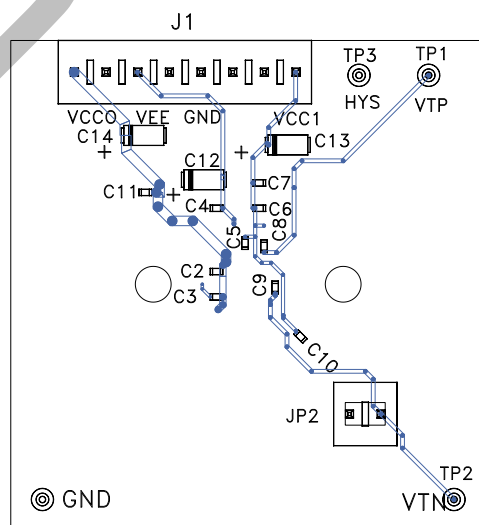 J1
TP3
TP1
VCCO
VEE
GND
VCC1
HYS
VTP
C14
+
C13
C12
+
C7
C11
+
C4
C6
C5
C8
C2
C9
C3
C10
JP2
TP2
GND
VTN